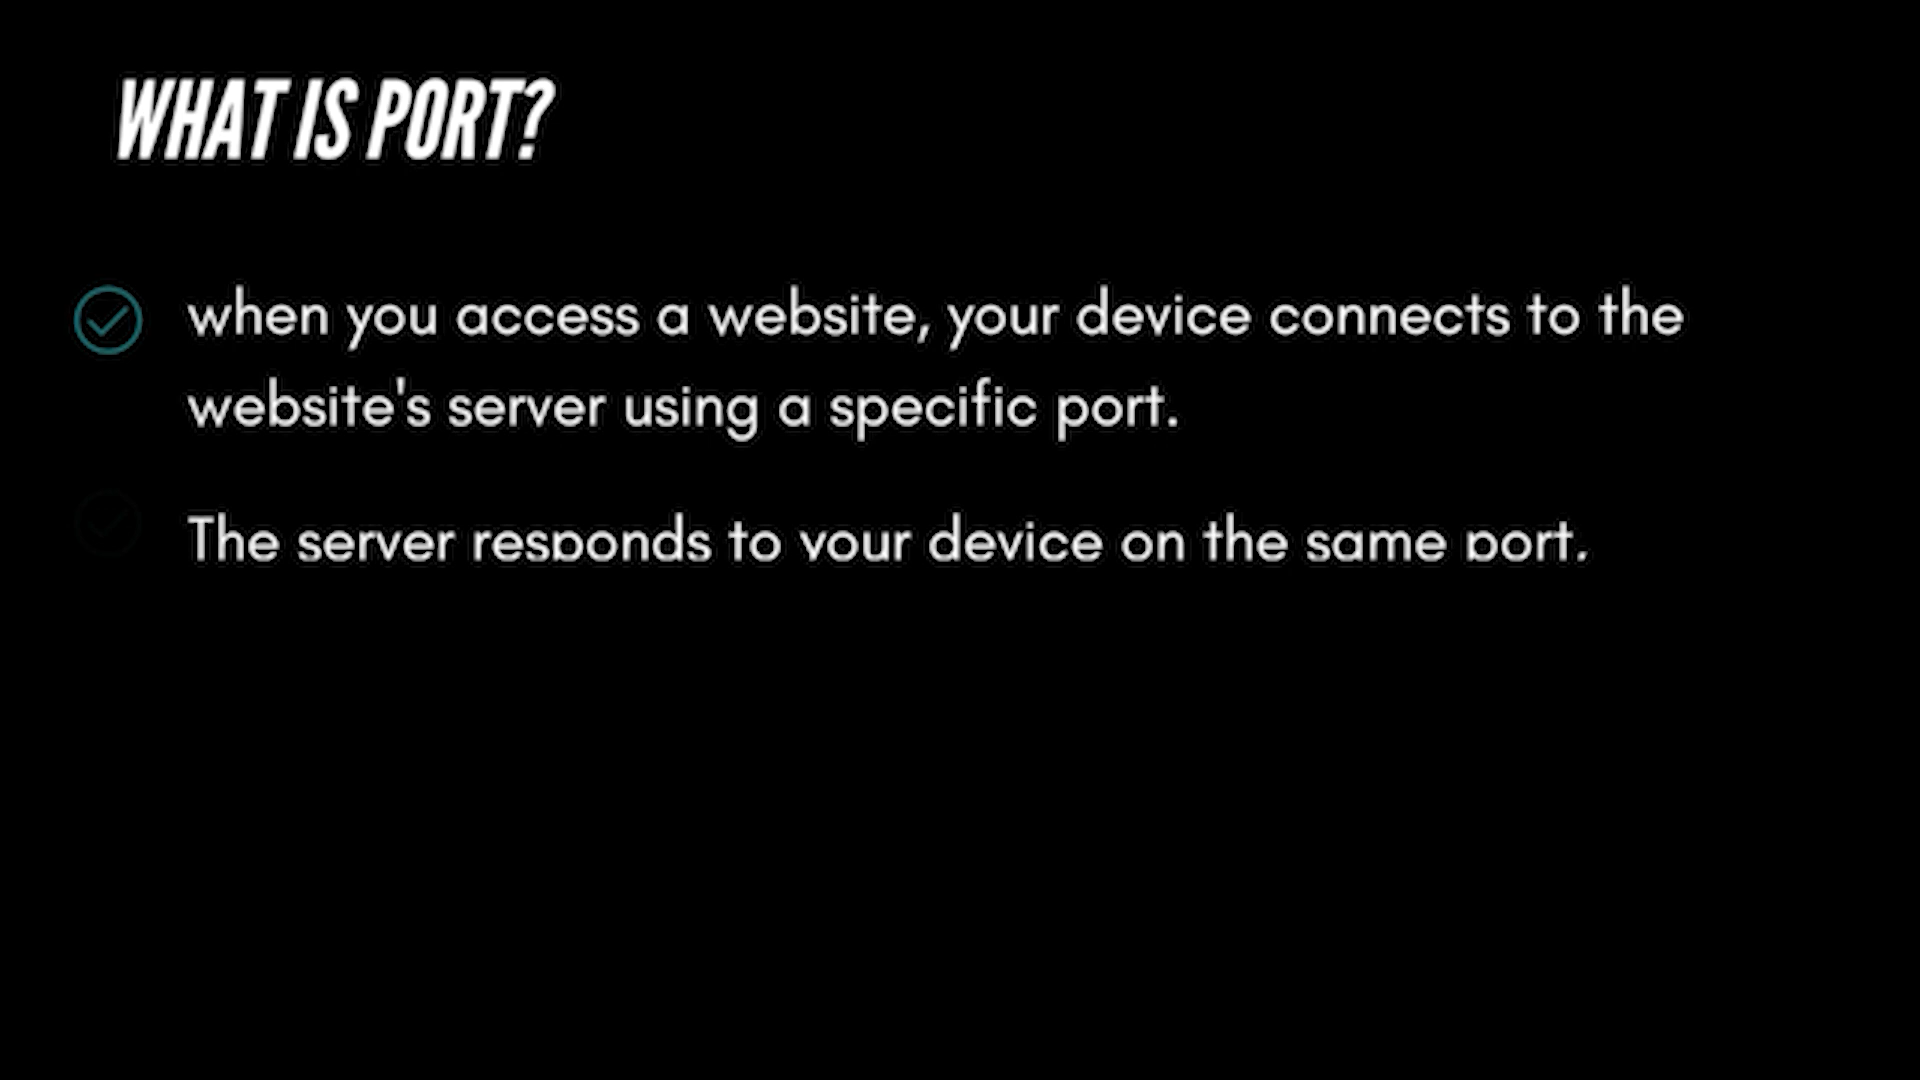 WHAT IS PORT?
when you access a website, your device connects to the
website's server using a specific port.
The server responds to your device on the same port.